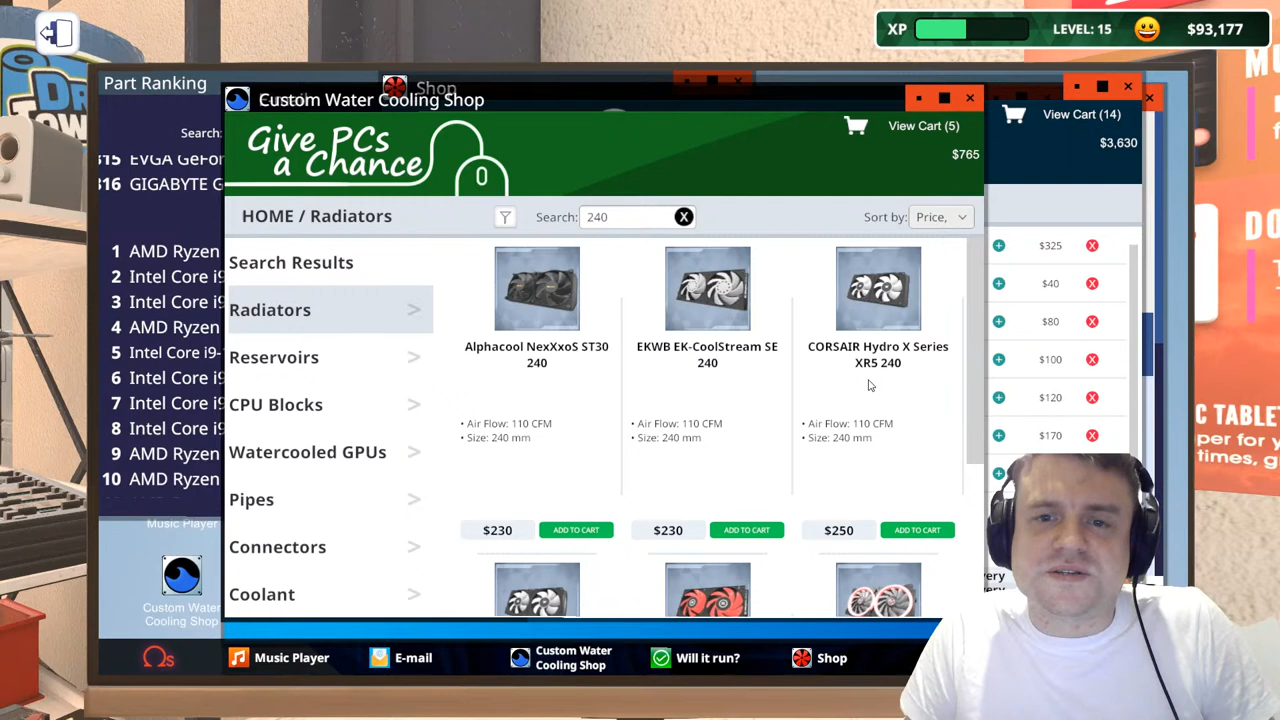 XP
LEVEL: 15
$93,177
Part Ranking
Shop
Custom Water Cooling Shop
View Cart (5)
$765
View Cart (14)
$3,630
Give PCs
a Chance
Search:
EVGA GeFor
316 GIGABYTE G
HOME / Radiators
Search:
240
X
Sort by:
Price,
Search Results
Radiators >
Reservoirs >
CPU Blocks >
Watercooled GPUs >
Pipes >
Connectors >
Coolant >
1 AMD Ryzen
2 Intel Core i9
3 Intel Core i9
4 AMD Ryzen
5 Intel Core i9-
6 Intel Core i9
7 Intel Core i9
8 Intel Core i9
9 AMD Ryzen
10 AMD Ryzen
Alphacool NexXxoS ST30
240
• Air Flow: 110 CFM
• Size: 240 mm
$230
ADD TO CART
EKWB EK-CoolStream SE
240
• Air Flow: 110 CFM
• Size: 240 mm
$230
ADD TO CART
CORSAIR Hydro X Series
XR5 240
• Air Flow: 110 CFM
• Size: 240 mm
$250
ADD TO CART
$325
$40
$80
$100
$120
$170
Music Player
Custom Water
Cooling Shop
Music Player
E-mail
Custom Water
Cooling Shop
Will it run?
Shop